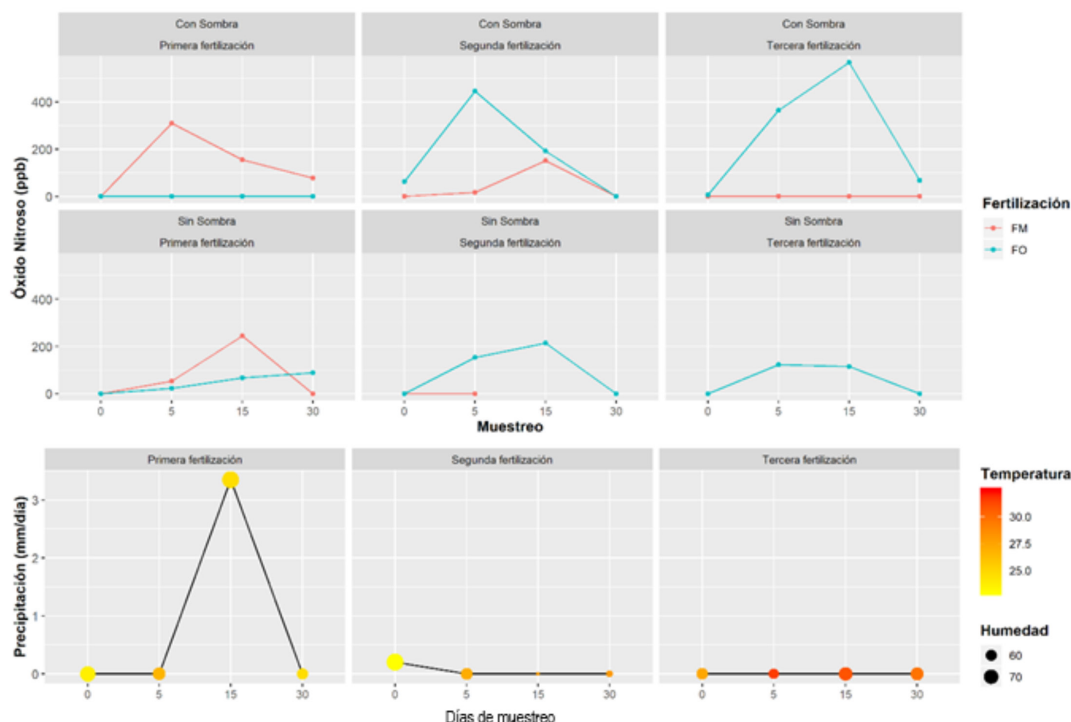 Con Sombra
Con Sombra
Con Sombra
Primera fertilización
Segunda fertilización
Tercera fertilización
400
200
0
Óxido Nitroso (ppb)
Sin Sombra
Sin Sombra
Sin Sombra
Primera fertilización
Segunda fertilización
Tercera fertilización
400
200
0
0 5 15 30
0 5 15 30
0 5 15 30
Muestreo
Fertilización
FM
FO
Primera fertilización
Segunda fertilización
Tercera fertilización
3
2
1
0
Precipitación (mm/día)
0 5 15 30
0 5 15 30
0 5 15 30
Días de muestreo
Temperatura
30.0
27.5
25.0
Humedad
60
70